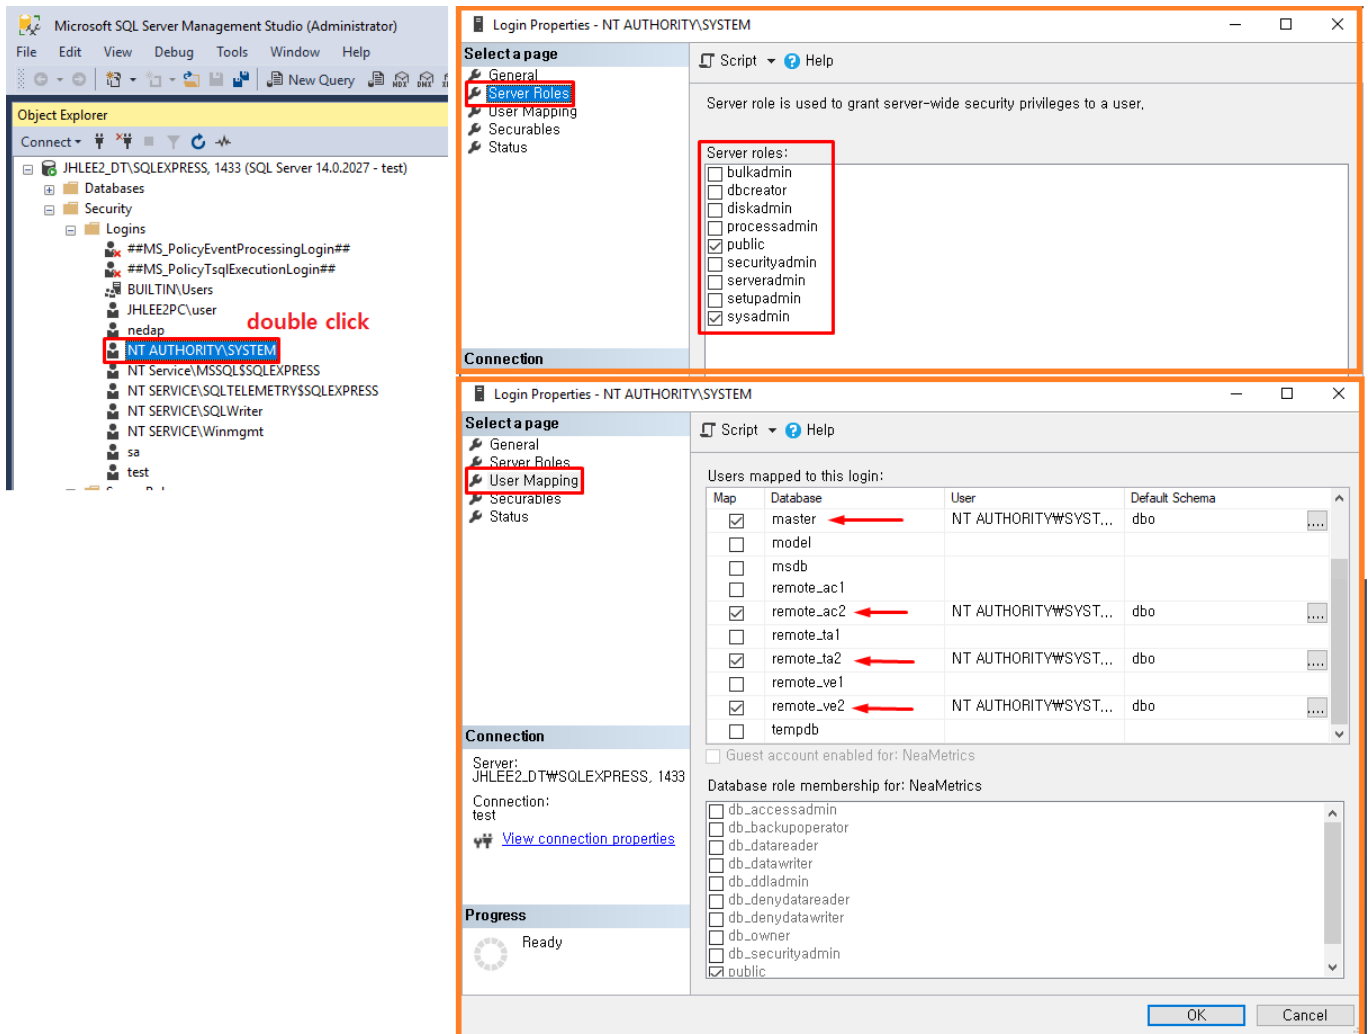 Microsoft SQL Server Management Studio (Administrator)
File Edit View Debug Tools Window Help
New Query
Object Explorer
Connect
JHLEE2_DT\SQLEXPRESS, 1433 (SQL Server 14.0.2027 - test)
Databases
Security
Logins
##MS_PolicyEventProcessingLogin##
##MS_PolicyTsqlExecutionLogin##
BUILTIN\Users
JHLEE2PC\user
nedap
double click
NT AUTHORITY\SYSTEM
NT Service\MSSQL$SQLEXPRESS
NT SERVICE\SQLTELEMETRY$SQLEXPRESS
NT SERVICE\SQLWriter
NT SERVICE\Winmgmt
sa
test
Login Properties - NT AUTHORITY\SYSTEM
Select a page
General
Server Roles
User Mapping
Securables
Status
Connection
Script Help
Server role is used to grant server-wide security privileges to a user.
Server roles:
bulkadmin
dbcreator
diskadmin
processadmin
public
securityadmin
serveradmin
setupadmin
sysadmin
Login Properties - NT AUTHORITY\SYSTEM
Select a page
General
Server Roles
User Mapping
Securables
Status
Connection
Server:
JHLEE2_DT₩SQLEXPRESS, 1433
Connection:
test
View connection properties
Progress
Ready
Script Help
Users mapped to this login:
Map Database User Default Schema
master NT AUTHORITY₩SYST... dbo ....
model
msdb
remote_ac1
remote_ac2 NT AUTHORITY₩SYST... dbo ....
remote_ta1
remote_ta2 NT AUTHORITY₩SYST... dbo ....
remote_ve1
remote_ve2 NT AUTHORITY₩SYST... dbo ....
tempdb
Guest account enabled for: NeaMetrics
Database role membership for: NeaMetrics
db_accessadmin
db_backupoperator
db_datareader
db_datawriter
db_ddladmin
db_denydatareader
db_denydatawriter
db_owner
db_securityadmin
public
OK Cancel